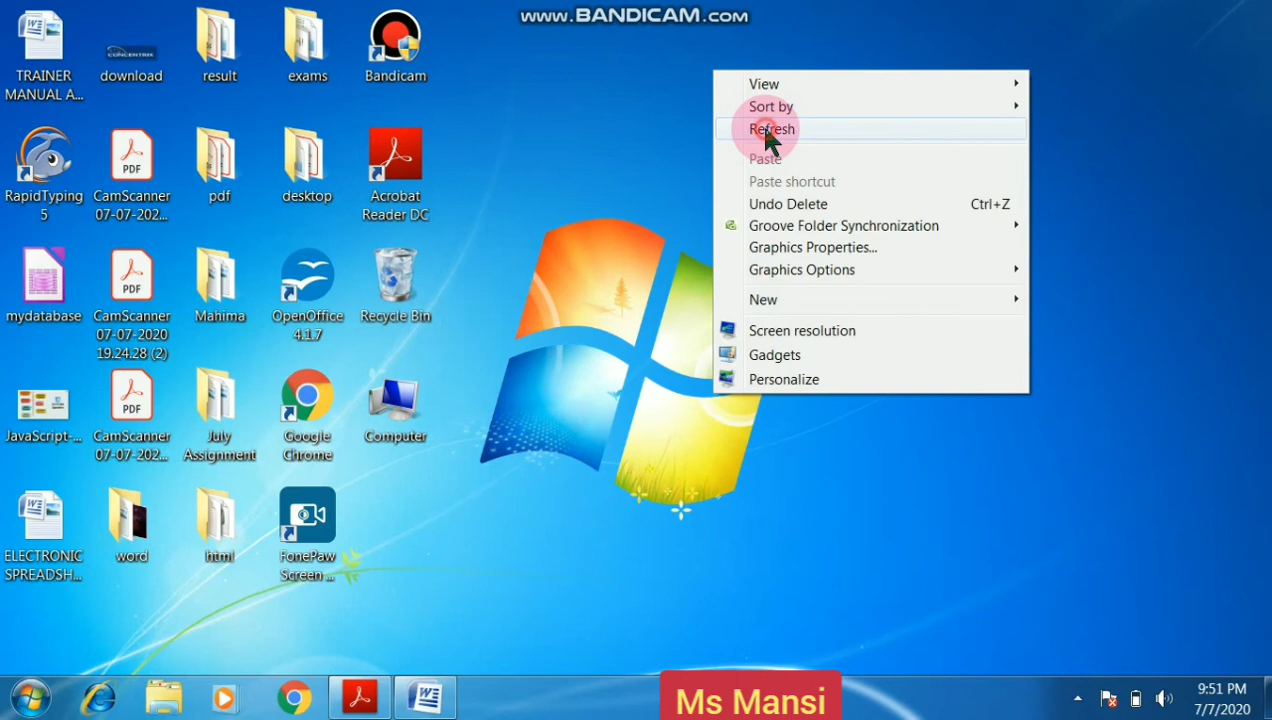 www.BANDICAM.com
TRAINER
MANUAL A...
CONCENTRIX
download
result
exams
Bandicam
RapidTyping
5
PDF
CamScanner
07-07-202...
pdf
desktop
Acrobat
Reader DC
mydatabase
PDF
CamScanner
07-07-2020
19.24.28 (2)
Mahima
OpenOffice
4.1.7
Recycle Bin
JavaScript-...
PDF
CamScanner
07-07-202...
July
Assignment
Google
Chrome
Computer
ELECTRONIC
SPREADSH...
word
html
FonePaw
Screen ...
View
Sort by
Refresh
Paste
Paste shortcut
Undo Delete Ctrl+Z
Groove Folder Synchronization
Graphics Properties...
Graphics Options
New
Screen resolution
Gadgets
Personalize
Ms Mansi
9:51 PM
7/7/2020